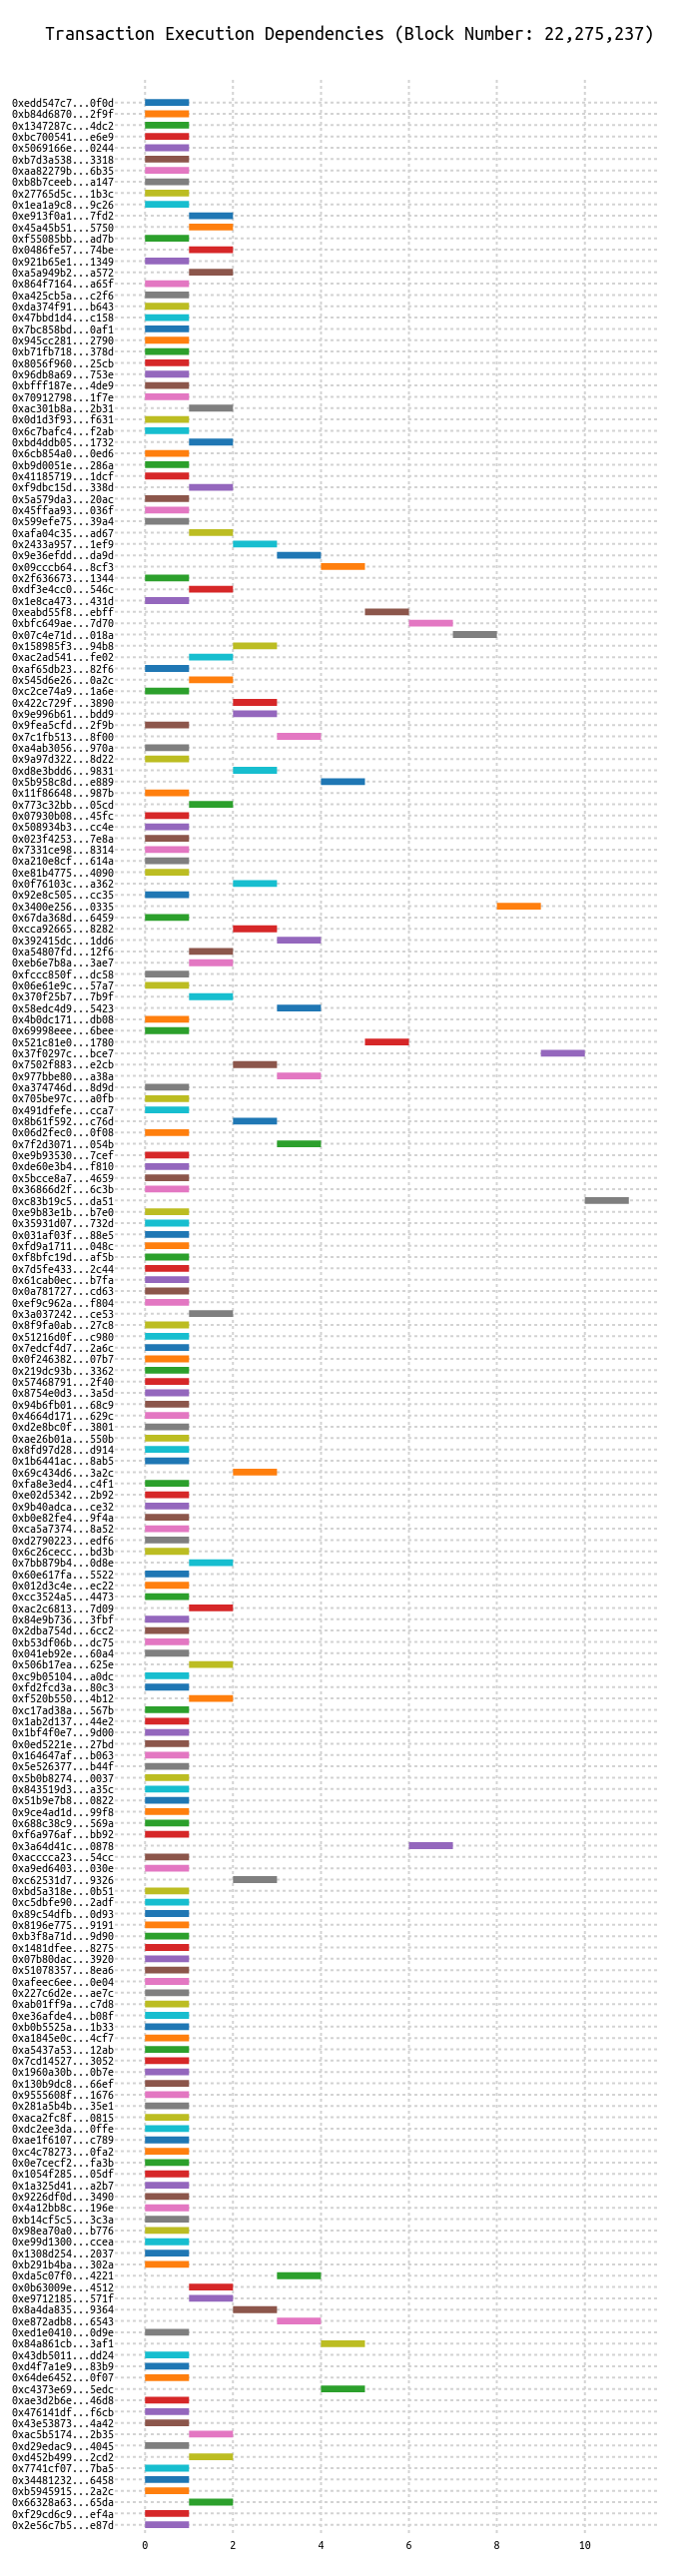 Transaction Execution Dependencies (Block Number: 22,275,237)
0xedd547c7...0f0d
0xb84d6870...2f9f
0x1347287c...4dc2
0xbc700541...e6e9
0x5069166e...0244
0xb7d3a538...3318
0xaa82279b...6b35
0xb8b7ceeb...a147
0x27765d5c...1b3c
0x1ea1a9c8...9c26
0xe913f0a1...7fd2
0x45a45b51...5750
0xf55085bb...ad7b
0x0486fe57...74be
0x921b65e1...1349
0xa5a949b2...a572
0x864f7164...a65f
0xa425cb5a...c2f6
0xda374f91...b643
0x47bbd1d4...c158
0x7bc858bd...0af1
0x945cc281...2790
0xb71fb718...378d
0x8056f960...25cb
0x96db8a69...753e
0xbfff187e...4de9
0x70912798...1f7e
0xac301b8a...2b31
0x0d1d3f93...f631
0x6c7bafc4...f2ab
0xbd4ddb05...1732
0x6cb854a0...0ed6
0xb9d0051e...286a
0x41185719...1dcf
0xf9dbc15d...338d
0x5a579da3...20ac
0x45ffaa93...036f
0x599efe75...39a4
0xafa04c35...ad67
0x2433a957...1ef9
0x9e36efdd...da9d
0x09cccb64...8cf3
0x2f636673...1344
0xdf3e4cc0...546c
0x1e8ca473...431d
0xeabd55f8...ebff
0xbfc649ae...7d70
0x07c4e71d...018a
0x158985f3...94b8
0xac2ad541...fe02
0xaf65db23...82f6
0x545d6e26...0a2c
0xc2ce74a9...1a6e
0x422c729f...3890
0x9e996b61...bdd9
0x9fea5cfd...2f9b
0x7c1fb513...8f00
0xa4ab3056...970a
0x9a97d322...8d22
0xd8e3bdd6...9831
0x5b958c8d...e889
0x11f86648...987b
0x773c32bb...05cd
0x07930b08...45fc
0x508934b3...cc4e
0x023f4253...7e8a
0x7331ce98...8314
0xa210e8cf...614a
0xe81b4775...4090
0x0f76103c...a362
0x92e8c505...cc35
0x3400e256...0335
0x67da368d...6459
0xcca92665...8282
0x392415dc...1dd6
0xa54807fd...12f6
0xeb6e7b8a...3ae7
0xfccc850f...dc58
0x06e61e9c...57a7
0x370f25b7...7b9f
0x58edc4d9...5423
0x4b0dc171...db08
0x69998eee...6bee
0x521c81e0...1780
0x37f0297c...bce7
0x7502f883...e2cb
0x977bbe80...a38a
0xa374746d...8d9d
0x705be97c...a0fb
0x491dfefe...cca7
0x8b61f592...c76d
0x06d2fec0...0f08
0x7f2d3071...054b
0xe9b93530...7cef
0xde60e3b4...f810
0x5bcce8a7...4659
0x36866d2f...6c3b
0xc83b19c5...da51
0xe9b83e1b...b7e0
0x35931d07...732d
0x031af03f...88e5
0xfd9a1711...048c
0xf8bfc19d...af5b
0x7d5fe433...2c44
0x61cab0ec...b7fa
0x0a781727...cd63
0xef9c962a...f804
0x3a037242...ce53
0x8f9fa0ab...27c8
0x51216d0f...c980
0x7edcf4d7...2a6c
0x0f246382...07b7
0x219dc93b...3362
0x57468791...2f40
0x8754e0d3...3a5d
0x94b6fb01...68c9
0x4664d171...629c
0xd2e8bc0f...3801
0xae26b01a...550b
0x8fd97d28...d914
0x1b6441ac...8ab5
0x69c434d6...3a2c
0xfa8e3ed4...c4f1
0xe02d5342...2b92
0x9b40adca...ce32
0xb0e82fe4...9f4a
0xca5a7374...8a52
0xd2790223...edf6
0x6c26cecc...bd3b
0x7bb879b4...0d8e
0x60e617fa...5522
0x012d3c4e...ec22
0xcc3524a5...4473
0xac2c6813...7d09
0x84e9b736...3fbf
0x2dba754d...6cc2
0xb53df06b...dc75
0x041eb92e...60a4
0x506b17ea...625e
0xc9b05104...a0dc
0xfd2fcd3a...80c3
0xf520b550...4b12
0xc17ad38a...567b
0x1ab2d137...44e2
0x1bf4f0e7...9d00
0x0ed5221e...27bd
0x164647af...b063
0x5e526377...b44f
0x5b0b8274...0037
0x843519d3...a35c
0x51b9e7b8...0822
0x9ce4ad1d...99f8
0x688c38c9...569a
0xf6a976af...bb92
0x3a64d41c...0878
0xacccca23...54cc
0xa9ed6403...030e
0xc62531d7...9326
0xbd5a318e...0b51
0xc5dbfe90...2adf
0x89c54dfb...0d93
0x8196e775...9191
0xb3f8a71d...9d90
0x1481dfee...8275
0x07b80dac...3920
0x51078357...8ea6
0xafeec6ee...0e04
0x227c6d2e...ae7c
0xab01ff9a...c7d8
0xe36afde4...b08f
0xb0b5525a...1b33
0xa1845e0c...4cf7
0xa5437a53...12ab
0x7cd14527...3052
0x1960a30b...0b7e
0x130b9dc8...66ef
0x9555608f...1676
0x281a5b4b...35e1
0xaca2fc8f...0815
0xdc2ee3da...0ffe
0xae1f6107...c789
0xc4c78273...0fa2
0x0e7cecf2...fa3b
0x1054f285...05df
0x1a325d41...a2b7
0x9226df0d...3490
0x4a12bb8c...196e
0xb14cf5c5...3c3a
0x98ea70a0...b776
0xe99d1300...ccea
0x1308d254...2037
0xb291b4ba...302a
0xda5c07f0...4221
0x0b63009e...4512
0xe9712185...571f
0x8a4da835...9364
0xe872adb8...6543
0xed1e0410...0d9e
0x84a861cb...3af1
0x43db5011...dd24
0xd4f7a1e9...83b9
0x64de6452...0f07
0xc4373e69...5edc
0xae3d2b6e...46d8
0x476141df...f6cb
0x43e53873...4a42
0xac5b5174...2b35
0xd29edac9...4045
0xd452b499...2cd2
0x7741cf07...7ba5
0x34481232...6458
0xb5945915...2a2c
0x66328a63...65da
0xf29cd6c9...ef4a
0x2e56c7b5...e87d
0 2 4 6 8 10